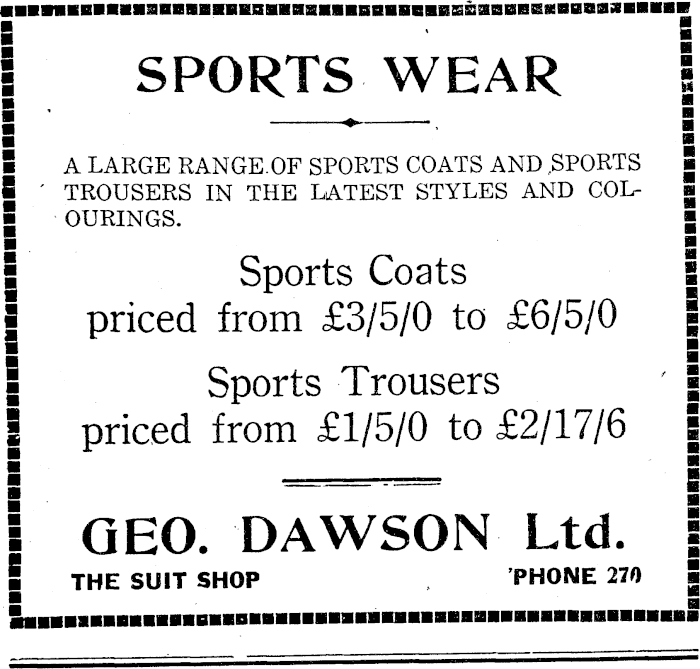 SPORTS WEAR
A LARGE RANGE OF SPORTS COATS AND SPORTS
TROUSERS IN THE LATEST STYLES AND COL-
OURINGS.
Sports Coats
priced from £3/5/0 to £6/5/0
Sports Trousers
priced from £1/5/0 to £2/17/6
GEO. DAWSON Ltd.
THE SUIT SHOP 'PHONE 270